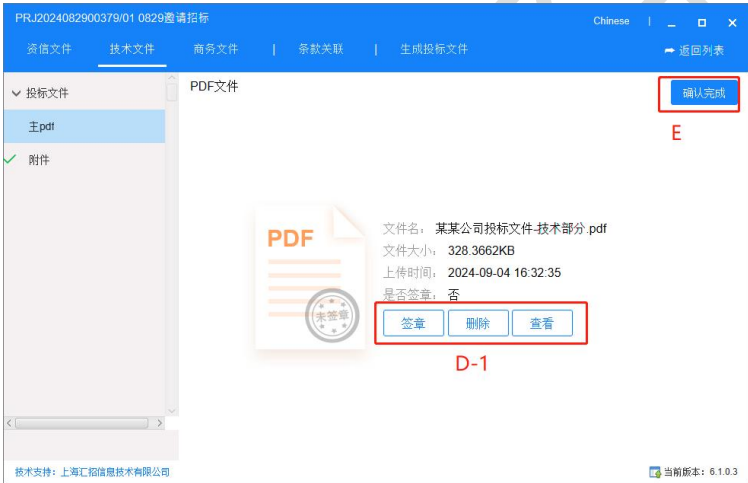 PRJ2024082900379/01 0829邀请招标
Chinese | _ □ ×
资信文件 技术文件 商务文件 | 条款关联 | 生成投标文件 返回列表
投标文件
主pdf
附件
PDF文件
确认完成
E
PDF
未签章
文件名： 某某公司投标文件-技术部分.pdf
文件大小： 328.3662KB
上传时间： 2024-09-04 16:32:35
是否签章： 否
签章 删除 查看
D-1
技术支持：上海汇招信息技术有限公司
当前版本：6.1.0.3